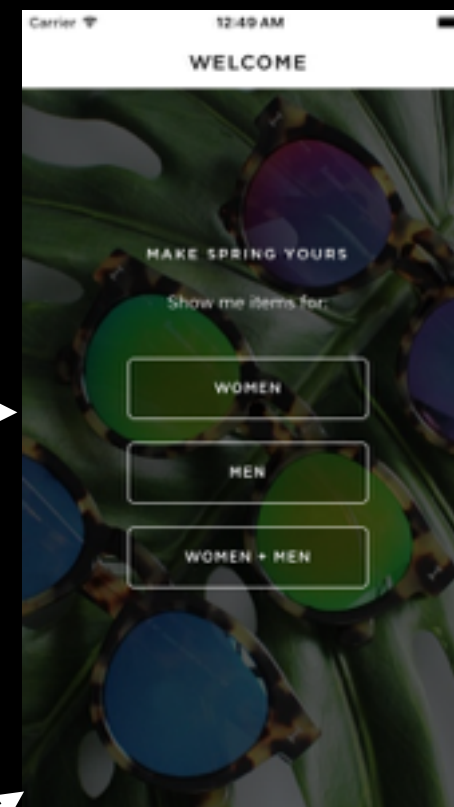 Carrier 12:49 AM
WELCOME
MAKE SPRING YOURS
Show me items for:
WOMEN
MEN
WOMEN + MEN